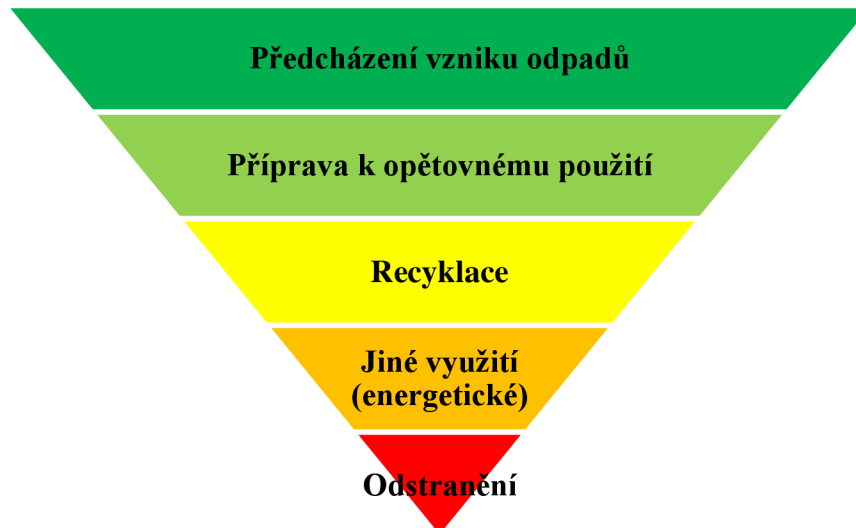 Předcházení vzniku odpadů
Příprava k opětovnému použití
Recyklace
Jiné využití
(energetické)
Odstranění